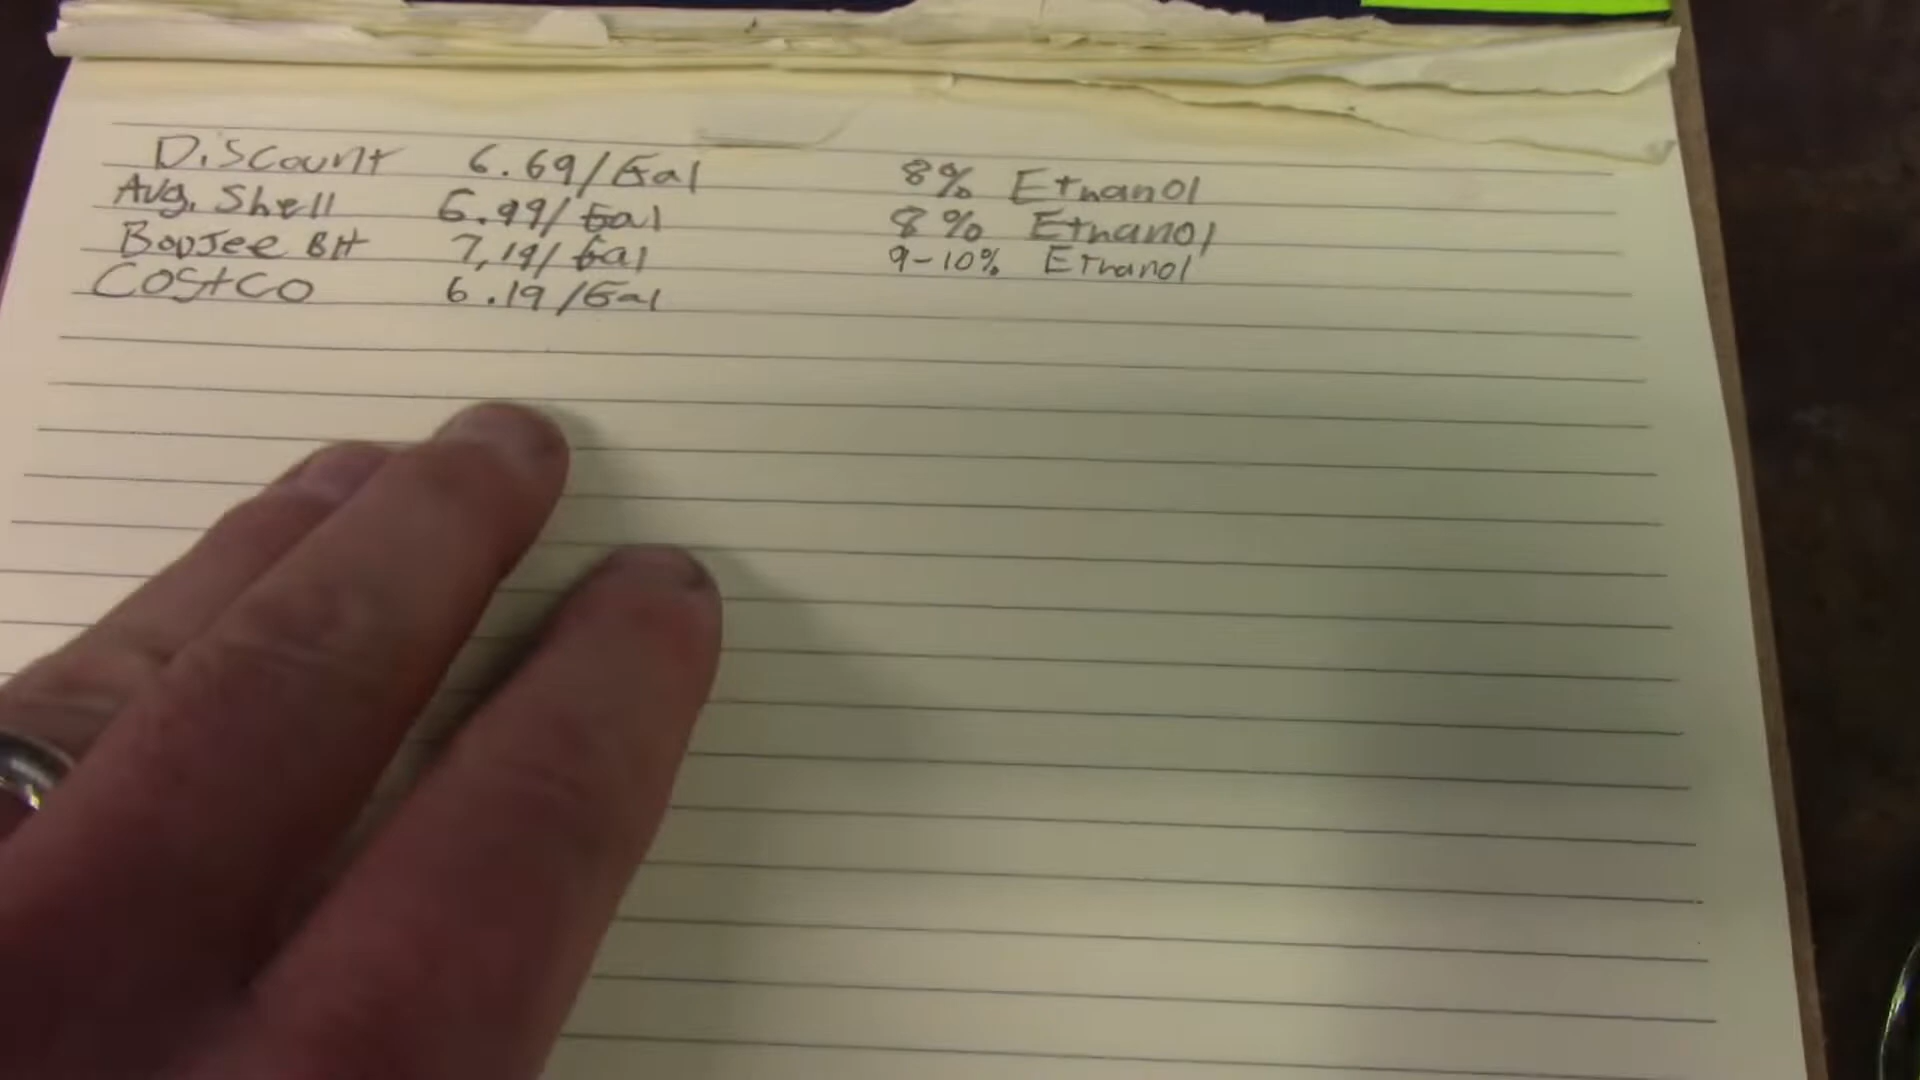 Discount 6.69/Gal 8% Ethanol
Avg. Shell 6.99/Gal 8% Ethanol
Boujee BH 7,19/Gal 9-10% Ethanol
Costco 6.19/Gal